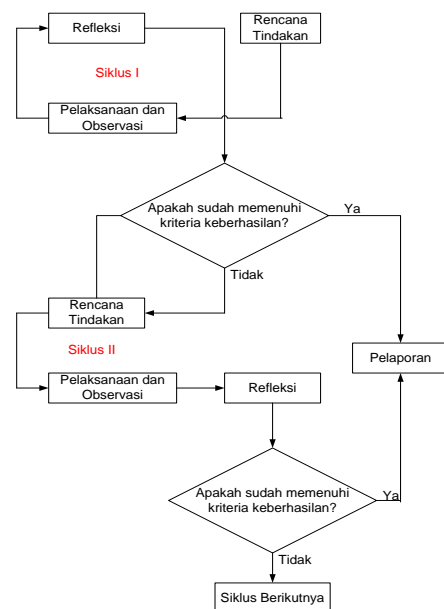 Refleksi
Rencana
Tindakan
Siklus I
Pelaksanaan dan
Observasi
Apakah sudah memenuhi
kriteria keberhasilan?
Ya
Tidak
Rencana
Tindakan
Siklus II
Pelaporan
Pelaksanaan dan
Observasi
Refleksi
Apakah sudah memenuhi
kriteria keberhasilan?
Ya
Tidak
Siklus Berikutnya